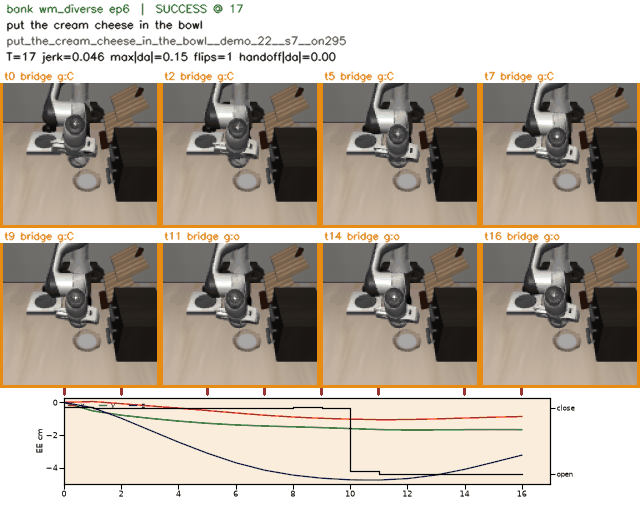 bank wm_diverse ep6 | SUCCESS @ 17
put the cream cheese in the bowl
put_the_cream_cheese_in_the_bowl__demo_22__s7__on295
T=17 jerk=0.046 max|da|=0.15 flips=1 handoff|da|=0.00
t0 bridge g:C
t2 bridge g:C
t5 bridge g:C
t7 bridge g:C
t9 bridge g:C
t11 bridge g:o
t14 bridge g:o
t16 bridge g:o
EE cm
0
−2
−4
close
open
0 2 4 6 8 10 12 14 16